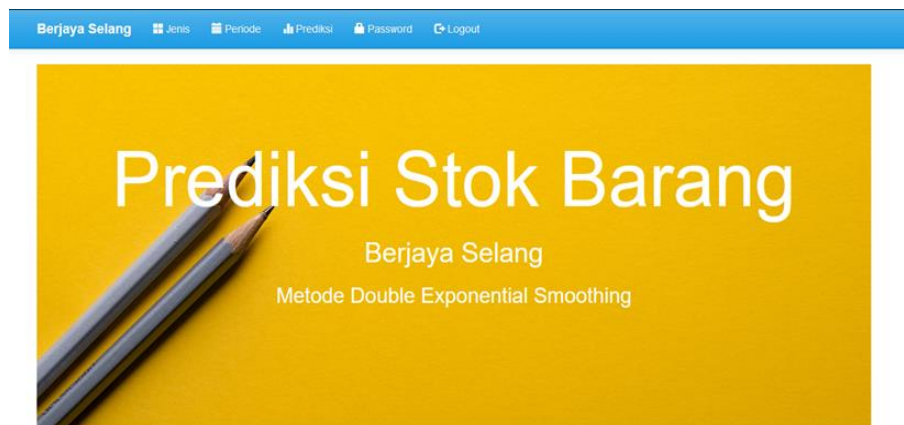 Berjaya Selang Jenis Periode Prediksi Password Logout
Prediksi Stok Barang
Berjaya Selang
Metode Double Exponential Smoothing